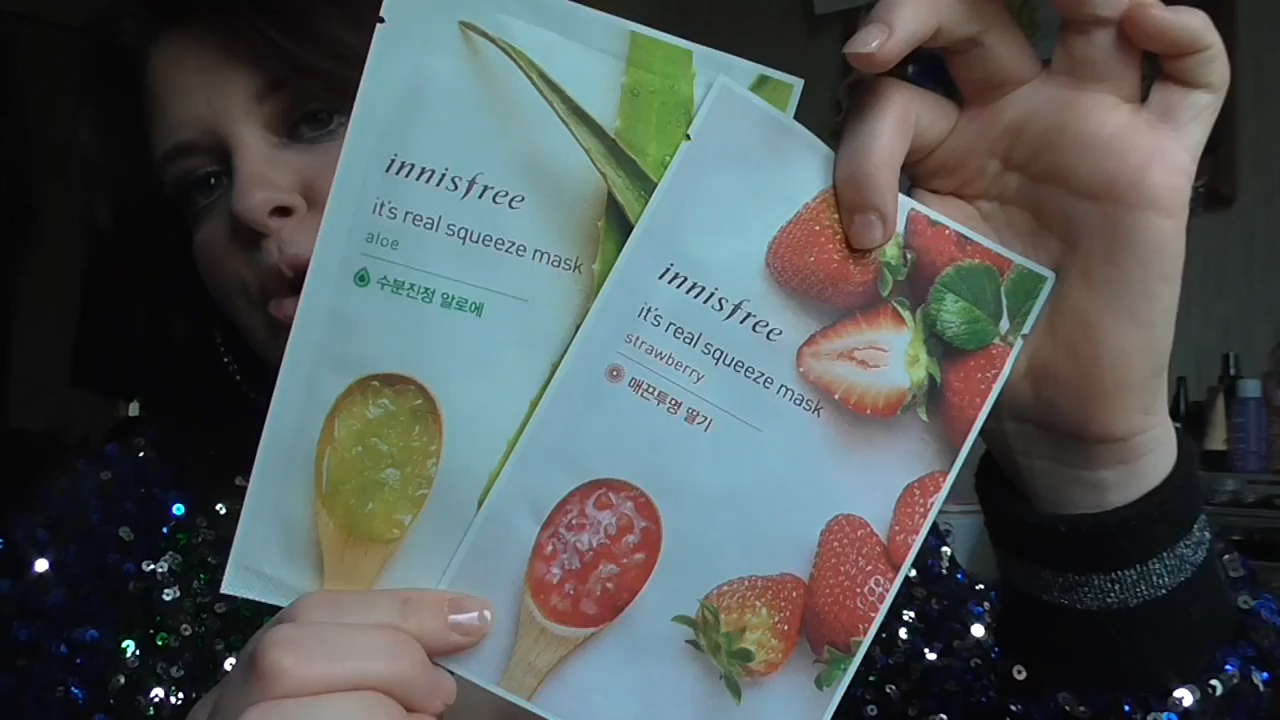 innisfree
it's real squeeze mask
aloe
수분진정 알로에
innisfree
it's real squeeze mask
strawberry
매끈투명 딸기